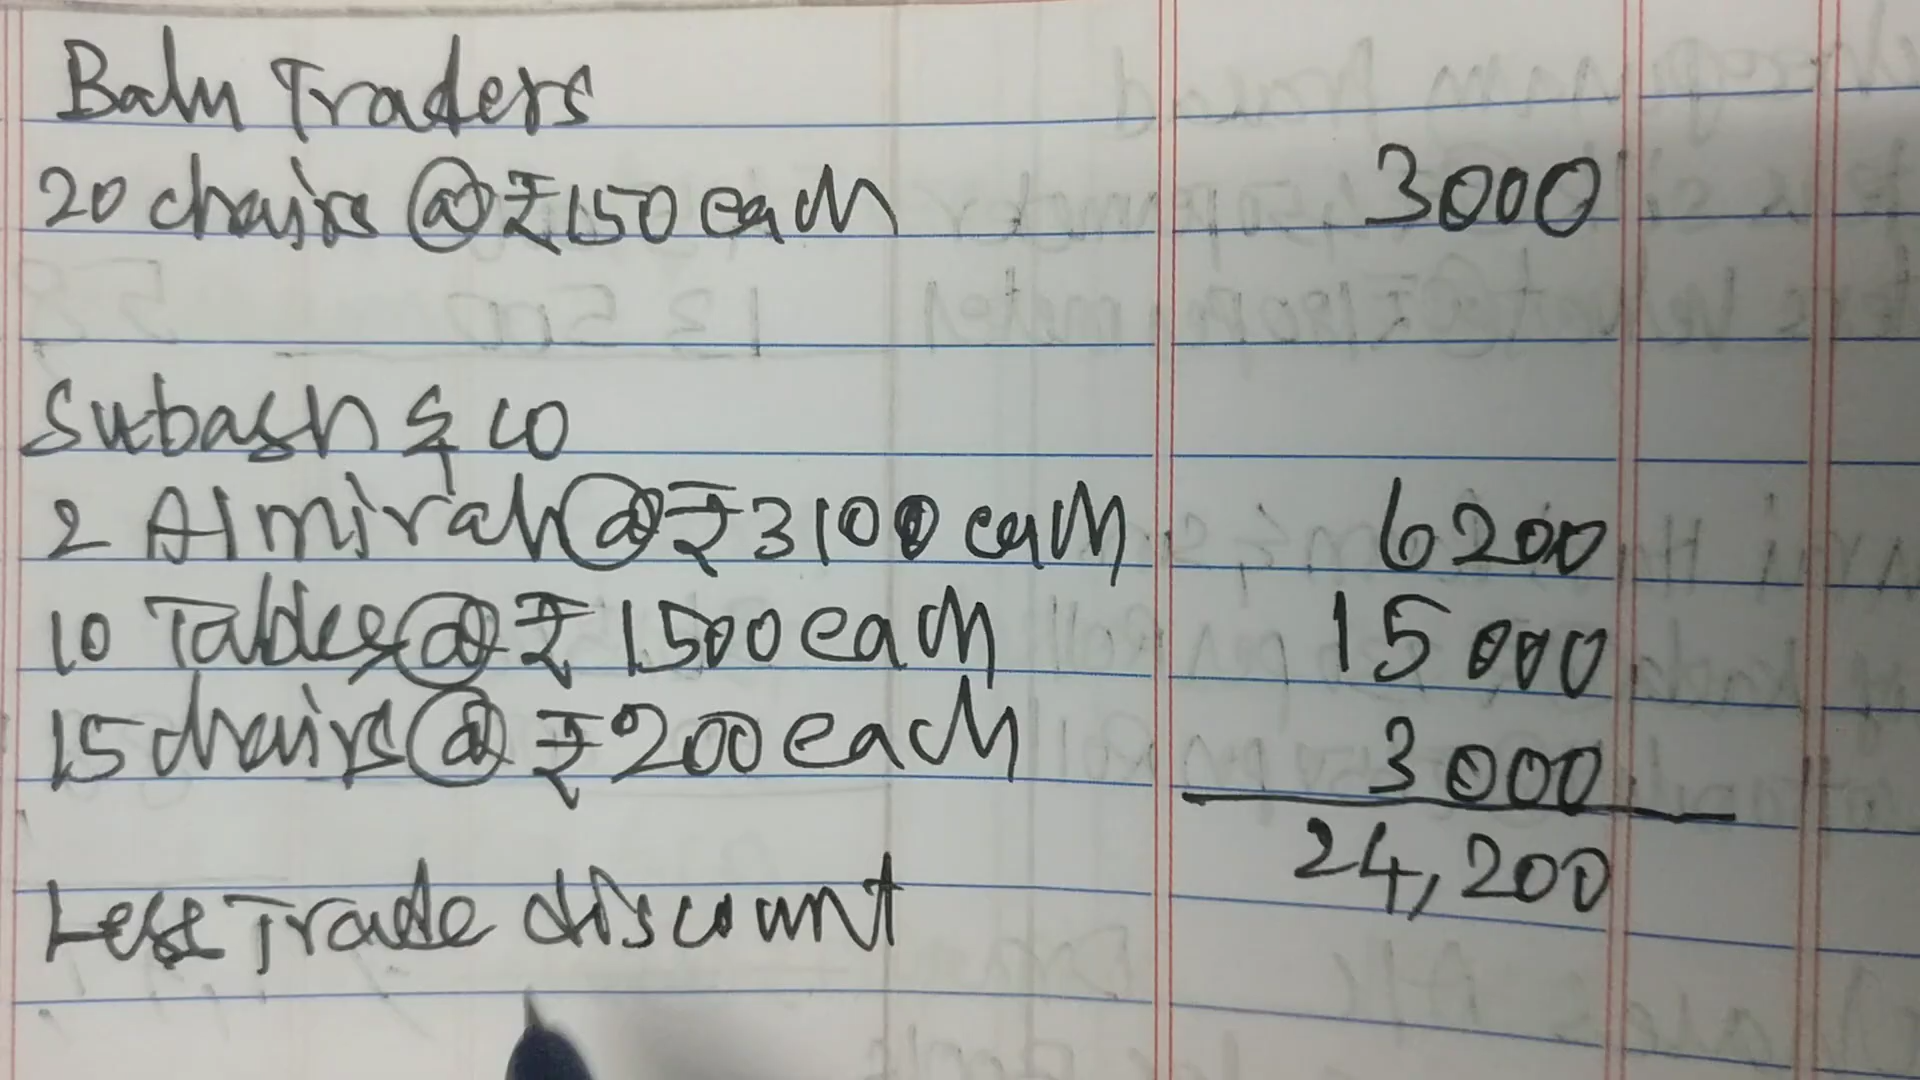 Balu Traders
20 chairs @ ₹150 each 3000
Subash & co
2 Almirah @ ₹3100 each 6200
10 Tables @ ₹1500 each 15000
15 chairs @ ₹200 each 3000
24,200
Less Trade discount